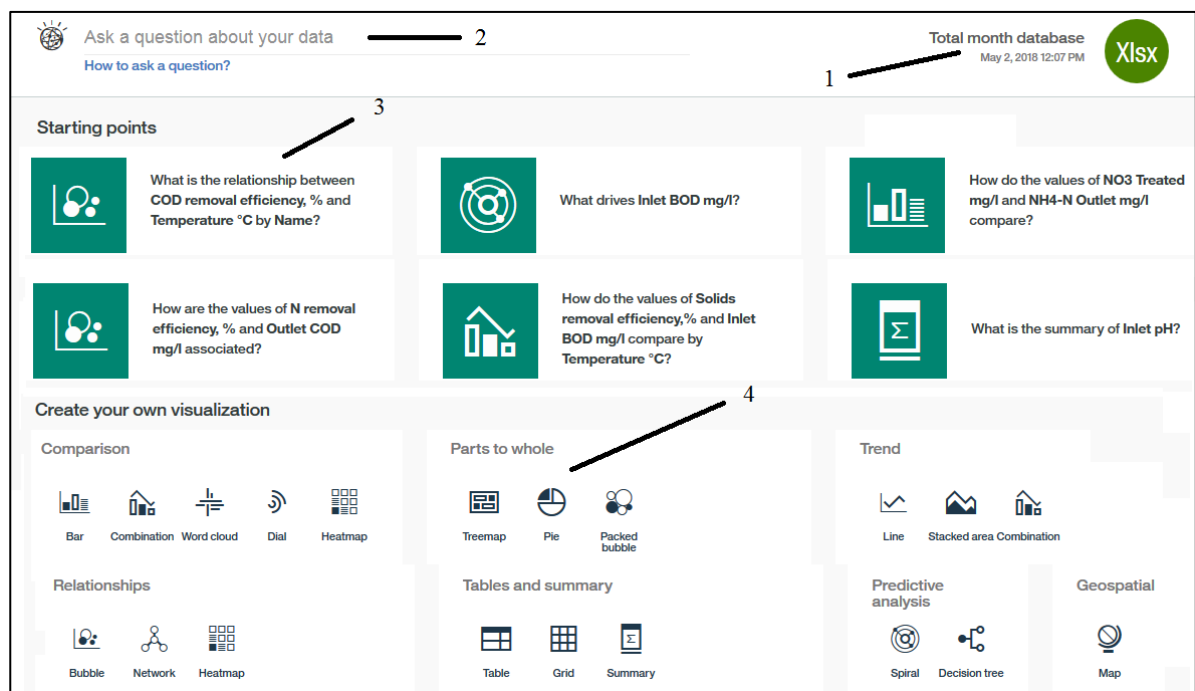 Ask a question about your data
2
How to ask a question?
Total month database
May 2, 2018 12:07 PM
Xlsx
1
Starting points
3
What is the relationship between
COD removal efficiency, % and
Temperature °C by Name?
What drives Inlet BOD mg/l?
How do the values of NO3 Treated
mg/l and NH4-N Outlet mg/l
compare?
How are the values of N removal
efficiency, % and Outlet COD
mg/l associated?
How do the values of Solids
removal efficiency,% and Inlet
BOD mg/l compare by
Temperature °C?
What is the summary of Inlet pH?
Create your own visualization
4
Comparison
Bar
Combination
Word cloud
Dial
Heatmap
Parts to whole
Treemap
Pie
Packed
bubble
Trend
Line
Stacked area
Combination
Relationships
Bubble
Network
Heatmap
Tables and summary
Table
Grid
Summary
Predictive
analysis
Spiral
Decision tree
Geospatial
Map